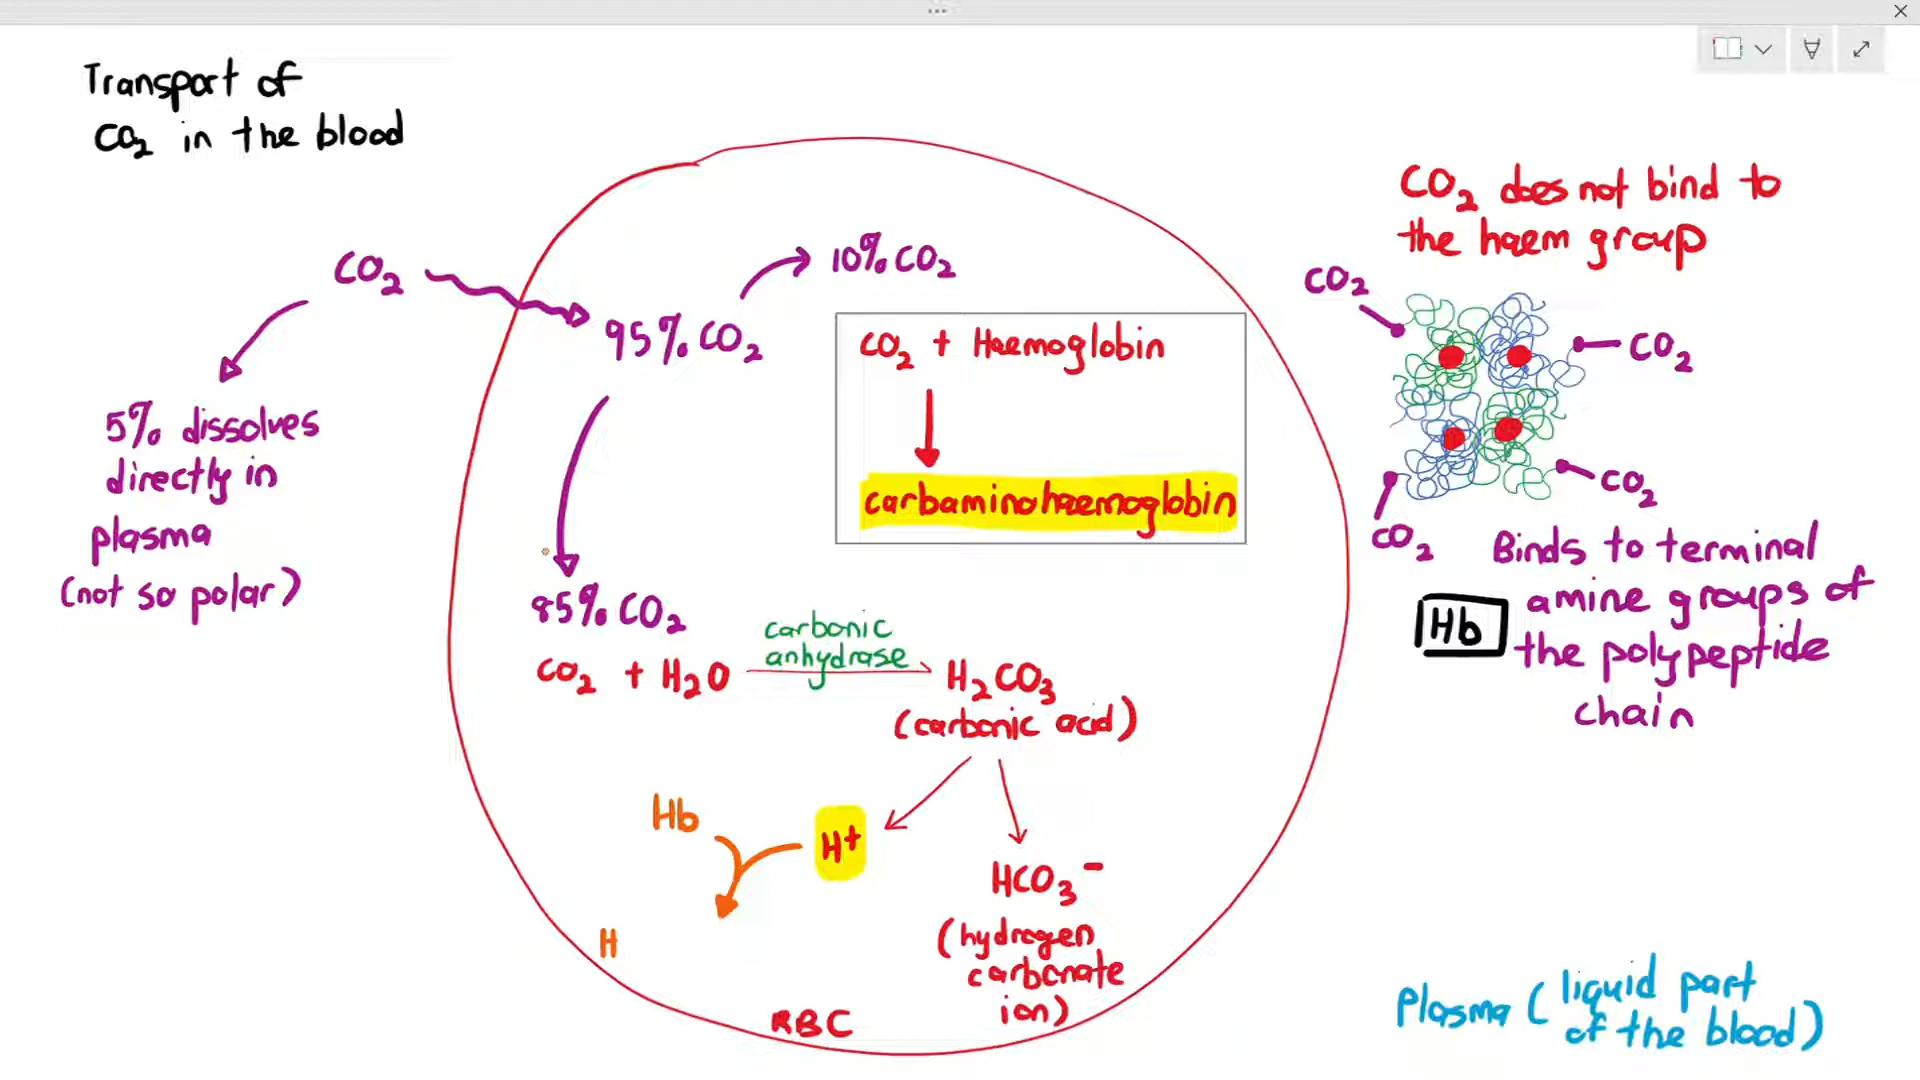 Transport of
CO2 in the blood
CO2
5% dissolves
directly in
plasma
(not so polar)
95% CO2
10% CO2
CO2 + Haemoglobin
carbaminohaemoglobin
85% CO2
carbonic
anhydrase
CO2 + H2O
H2CO3
(carbonic acid)
Hb
H+
HCO3-
(hydrogen
carbonate
ion)
H
RBC
CO2 does not bind to
the haem group
CO2
CO2
CO2
CO2
Binds to terminal
amine groups of
the polypeptide
chain
Hb
Plasma (liquid part
of the blood)